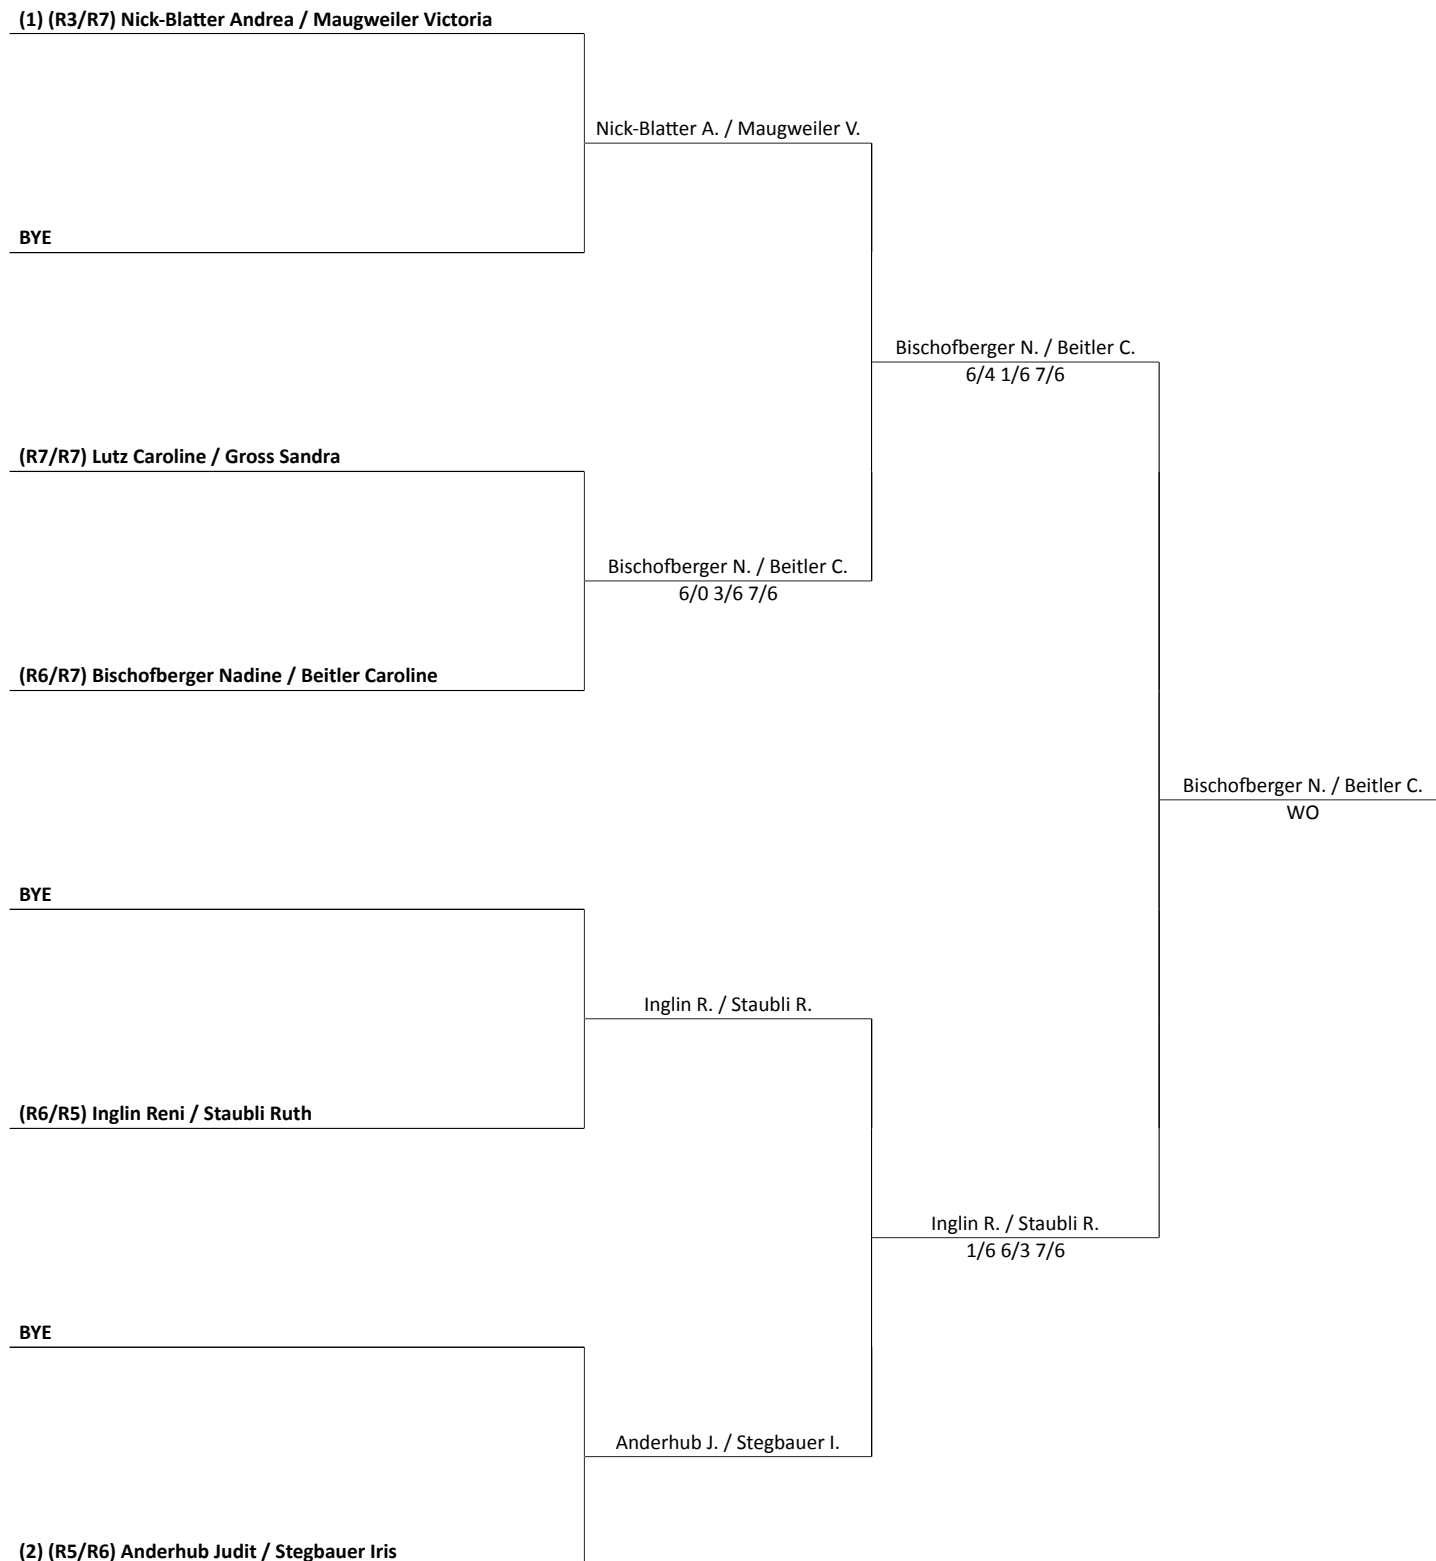 (1) (R3/R7) Nick-Blatter Andrea / Maugweiler Victoria
Nick-Blatter A. / Maugweiler V.
BYE
Bischofberger N. / Beitler C.
6/4 1/6 7/6
(R7/R7) Lutz Caroline / Gross Sandra
Bischofberger N. / Beitler C.
6/0 3/6 7/6
(R6/R7) Bischofberger Nadine / Beitler Caroline
Bischofberger N. / Beitler C.
WO
BYE
Inglin R. / Staubli R.
(R6/R5) Inglin Reni / Staubli Ruth
Inglin R. / Staubli R.
1/6 6/3 7/6
BYE
Anderhub J. / Stegbauer I.
(2) (R5/R6) Anderhub Judit / Stegbauer Iris